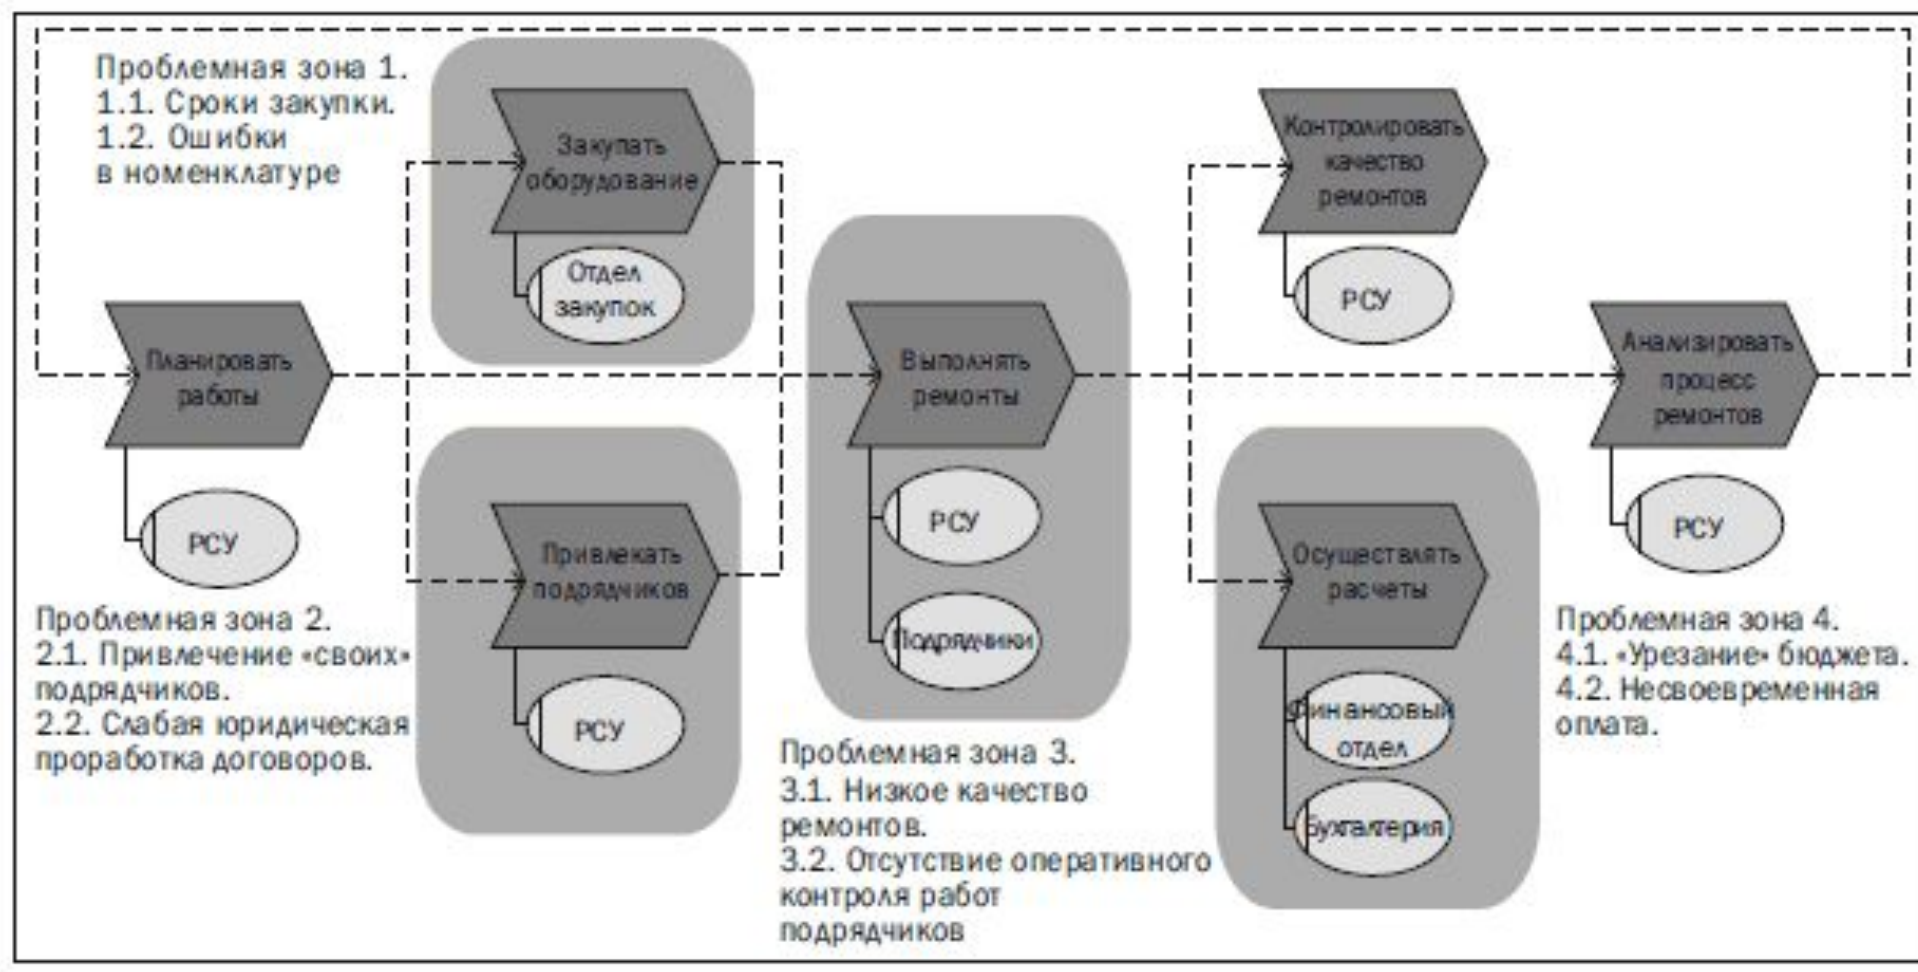 Проблемная зона 1.
1.1. Сроки закупки.
1.2. Ошибки
в номенклатуре
Закупать
оборудование
Отдел
закупок
Контролировать
качество
ремонтов
РСУ
Планировать
работы
РСУ
Выполнять
ремонты
РСУ
Подрядчики
Анализировать
процесс
ремонтов
РСУ
Привлекать
подрядчиков
РСУ
Осуществлять
расчеты
Финансовый
отдел
Бухгалтерия
Проблемная зона 2.
2.1. Привлечение «своих»
подрядчиков.
2.2. Слабая юридическая
проработка договоров.
Проблемная зона 3.
3.1. Низкое качество
ремонтов.
3.2. Отсутствие оперативного
контроля работ
подрядчиков
Проблемная зона 4.
4.1. «Урезание» бюджета.
4.2. Несвоевременная
оплата.